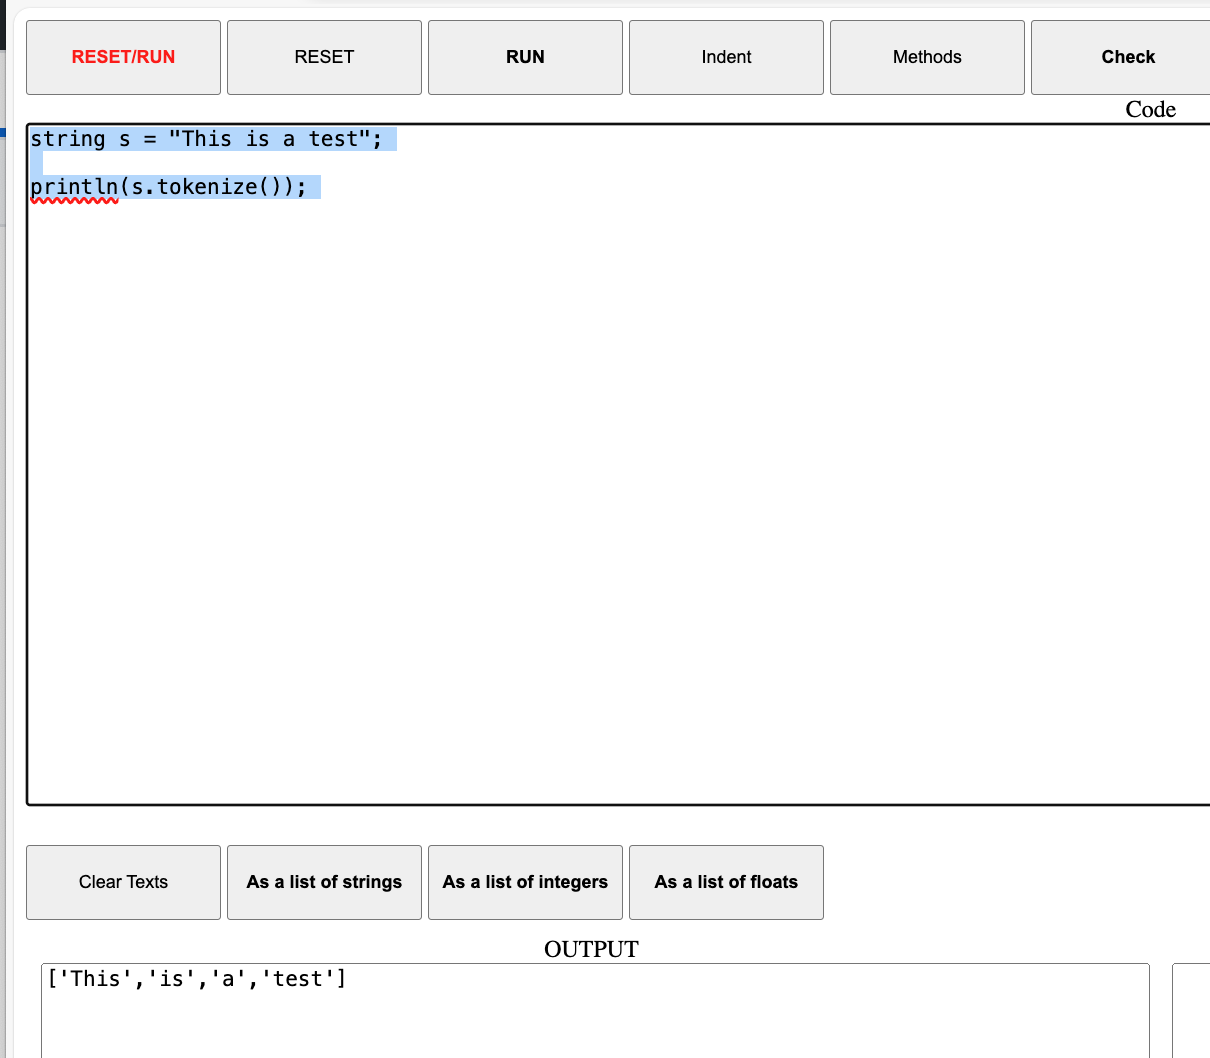 RESET/RUN RESET RUN Indent Methods Check
Code
string s = "This is a test";
println(s.tokenize());
Clear Texts As a list of strings As a list of integers As a list of floats
OUTPUT
['This','is','a','test']